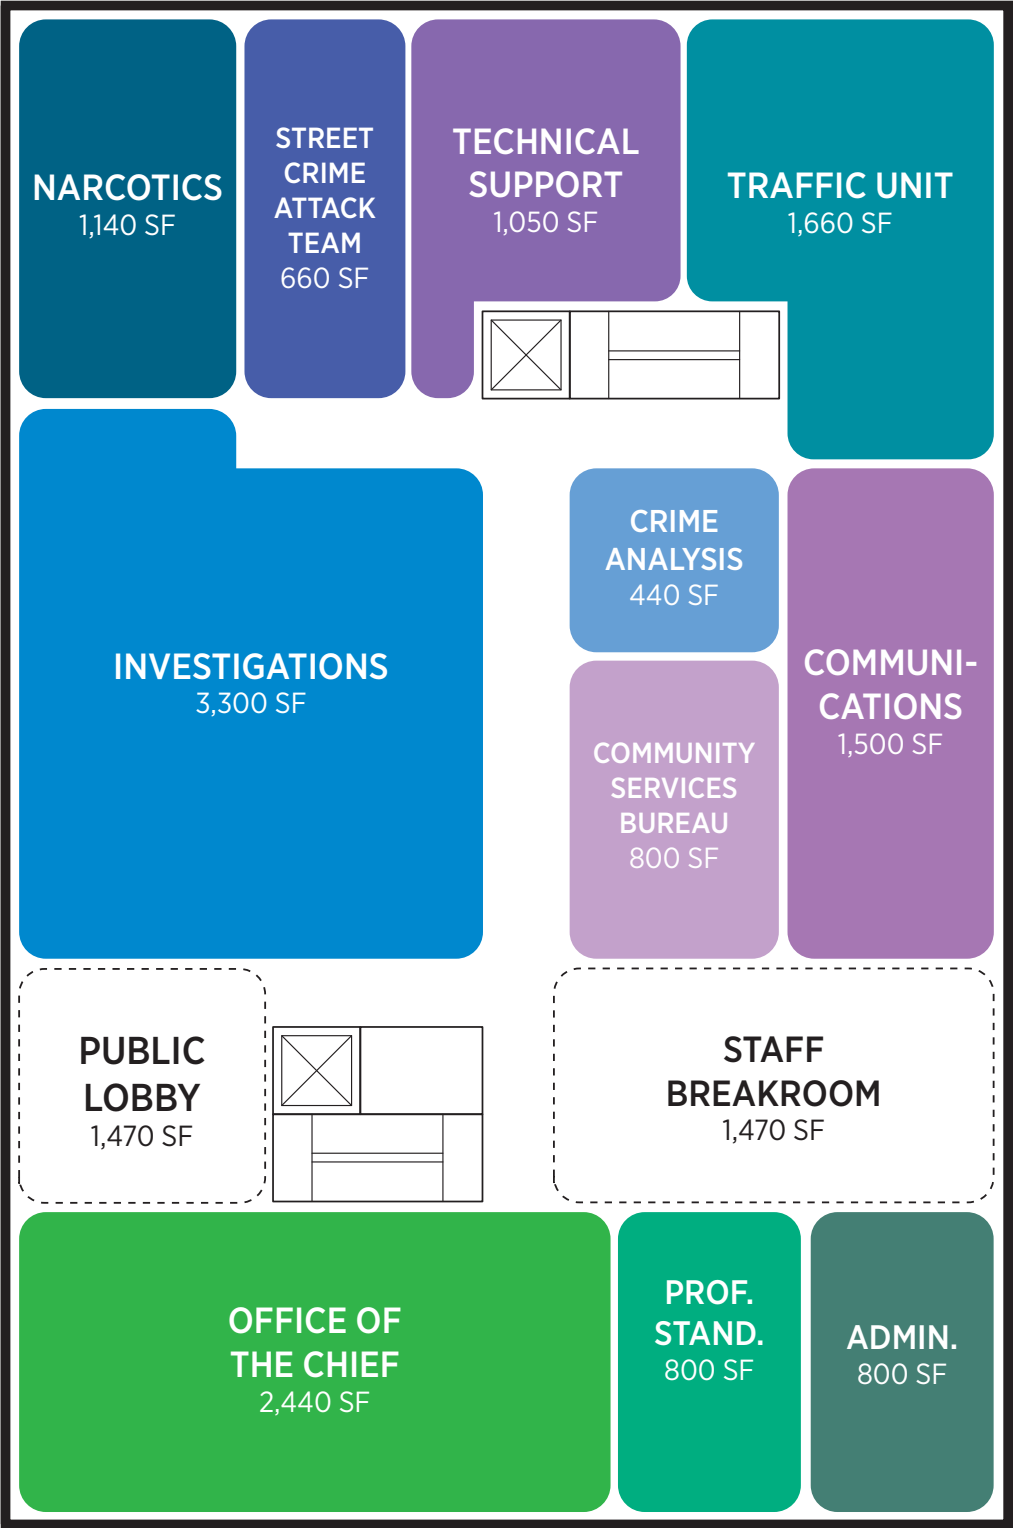 NARCOTICS
1,140 SF
STREET
CRIME
ATTACK
TEAM
660 SF
TECHNICAL
SUPPORT
1,050 SF
TRAFFIC UNIT
1,660 SF
INVESTIGATIONS
3,300 SF
CRIME
ANALYSIS
440 SF
COMMUNITY
SERVICES
BUREAU
800 SF
COMMUNI-
CATIONS
1,500 SF
PUBLIC
LOBBY
1,470 SF
STAFF
BREAKROOM
1,470 SF
OFFICE OF
THE CHIEF
2,440 SF
PROF.
STAND.
800 SF
ADMIN.
800 SF